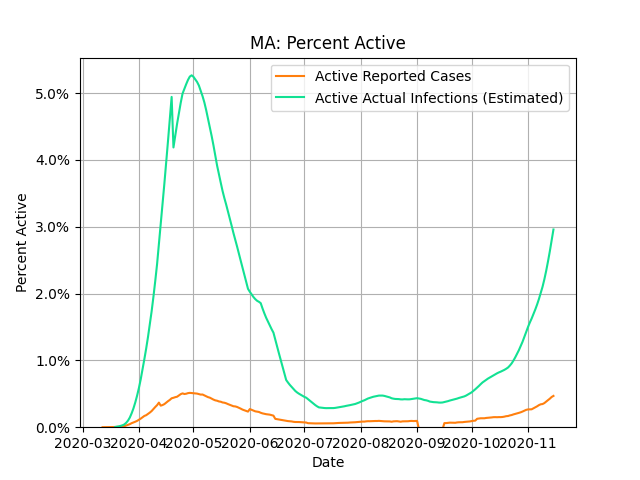 MA: Percent Active
Active Reported Cases
Active Actual Infections (Estimated)
Percent Active
5.0%
4.0%
3.0%
2.0%
1.0%
0.0%
2020-03 2020-04 2020-05 2020-06 2020-07 2020-08 2020-09 2020-10 2020-11
Date